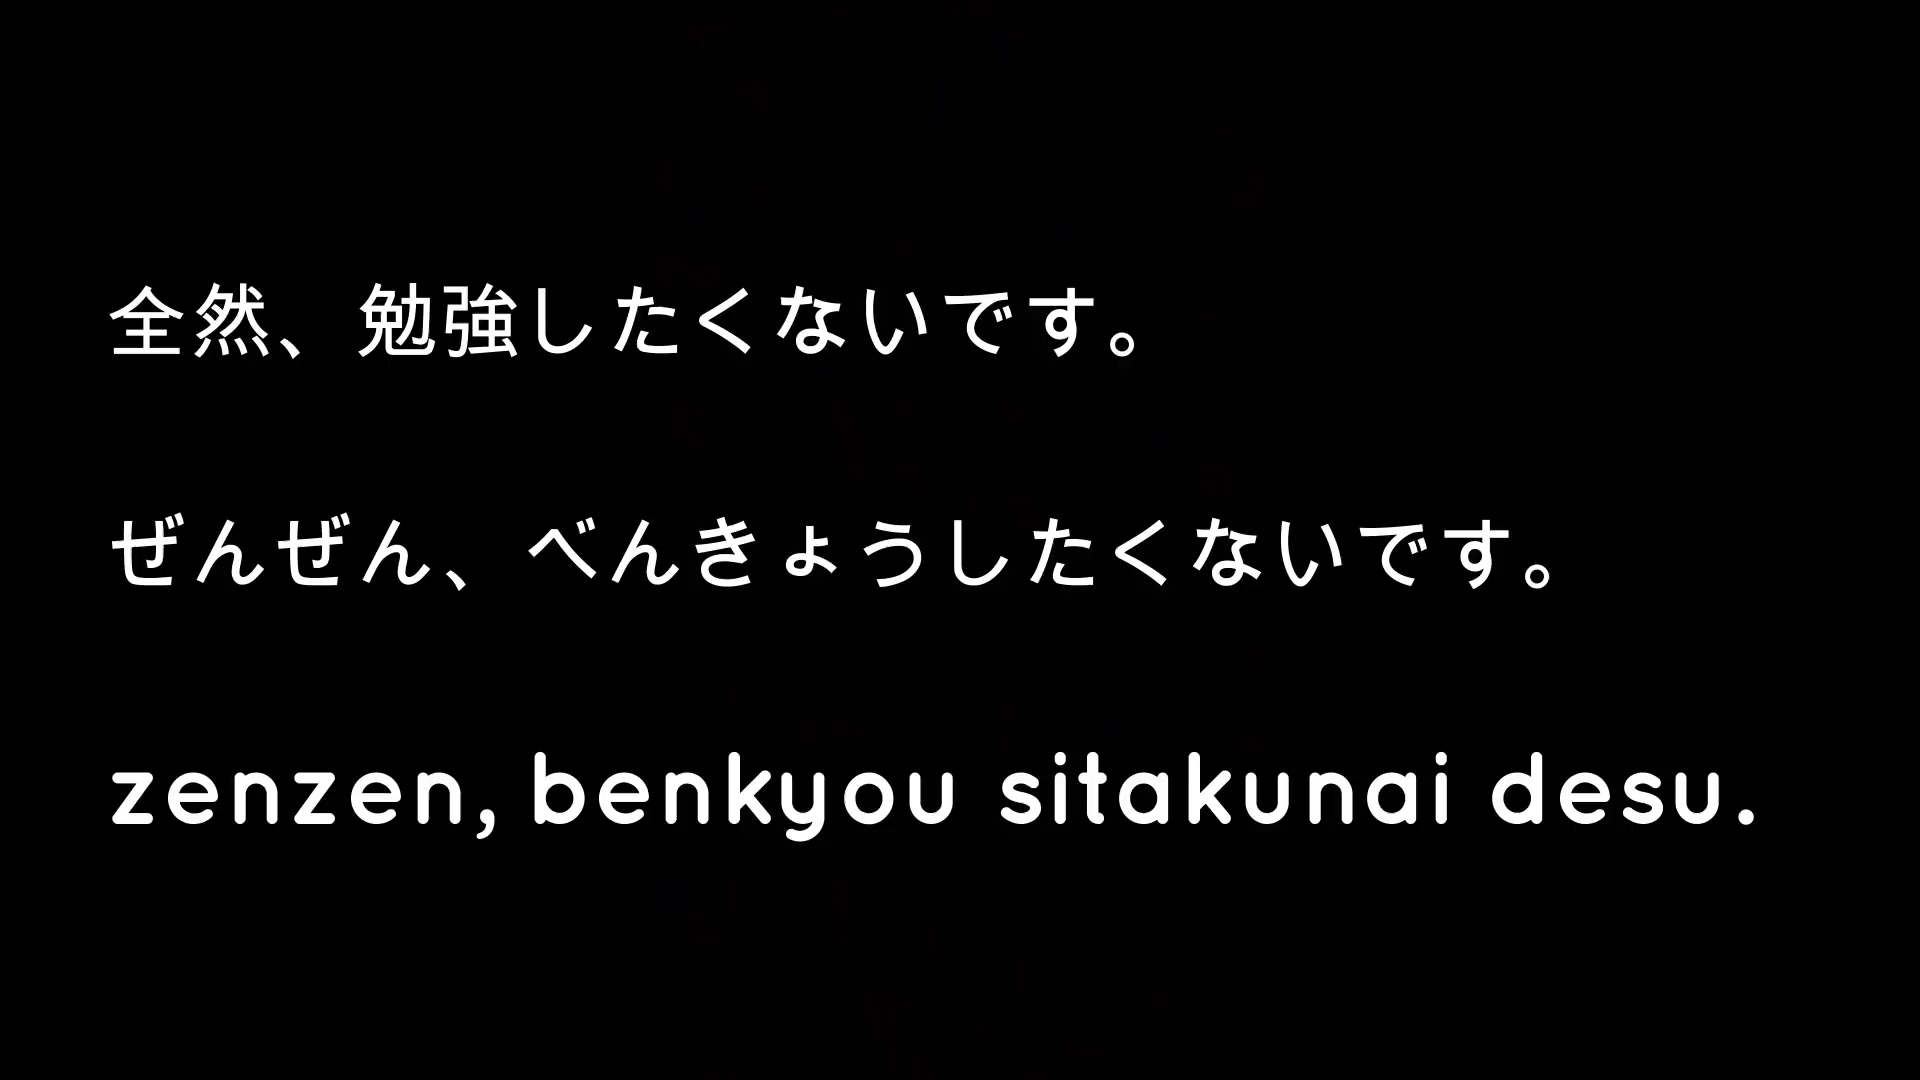 全然、勉強したくないです。
ぜんぜん、べんきょうしたくないです。
zenzen, benkyou sitakunai desu.